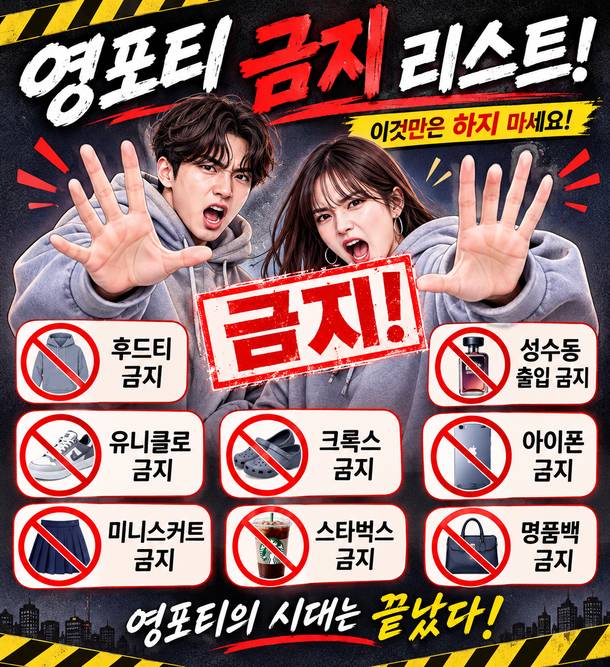 영포티 금지 리스트!
이것만은 하지 마세요!
금지!
후드티
금지
성수동
출입 금지
유니클로
금지
크록스
금지
아이폰
금지
미니스커트
금지
스타벅스
금지
명품백
금지
영포티의 시대는 끝났다!